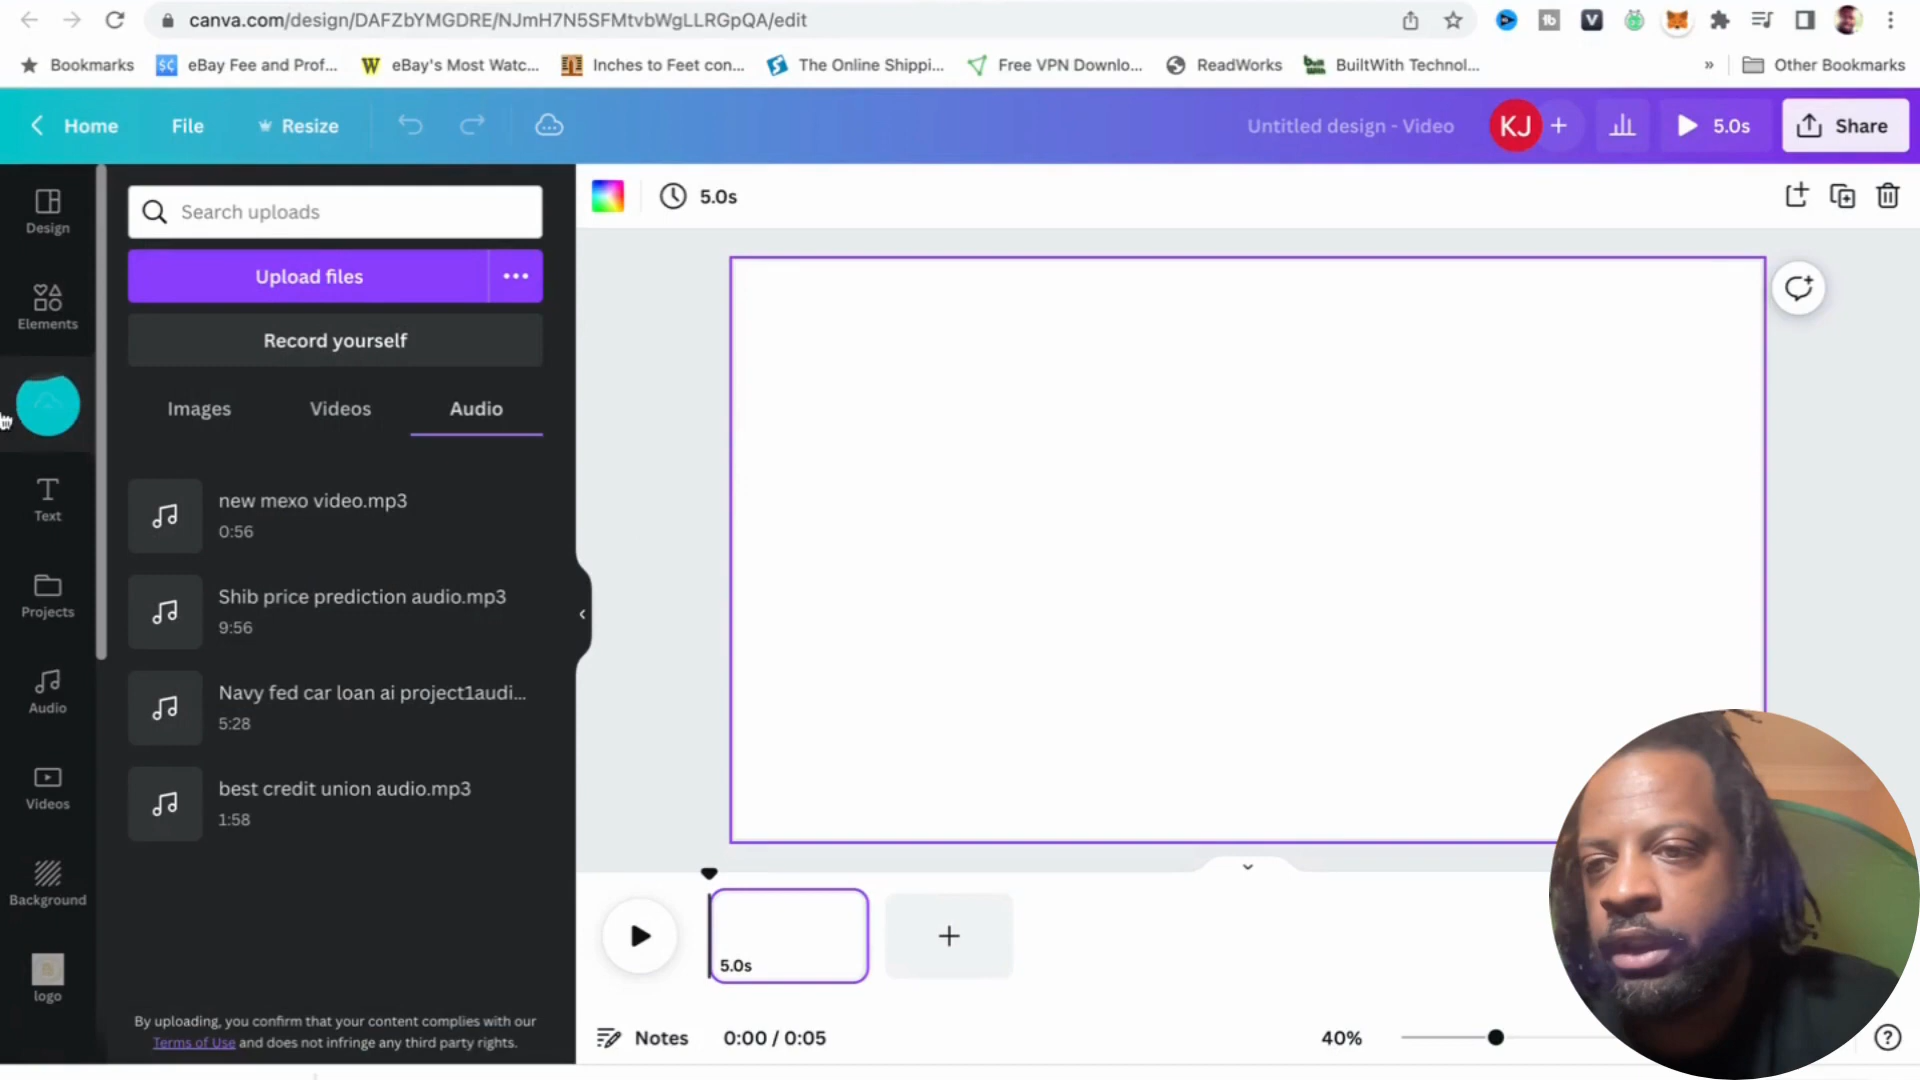 canva.com/design/DAFZbYMGDRE/NJmH7N5SFMtvbWgLLRGpQA/edit
Bookmarks
eBay Fee and Prof...
eBay's Most Watc...
Inches to Feet con...
The Online Shippi...
Free VPN Downlo...
ReadWorks
BuiltWith Technol...
»
Other Bookmarks
Home
File
Resize
Untitled design - Video
KJ
+
5.0s
Share
Design
Elements
Text
Projects
Audio
Videos
Background
logo
Search uploads
Upload files
Record yourself
Images
Videos
Audio
new mexo video.mp3
0:56
Shib price prediction audio.mp3
9:56
Navy fed car loan ai project1audi...
5:28
best credit union audio.mp3
1:58
By uploading, you confirm that your content complies with our
Terms of Use and does not infringe any third party rights.
5.0s
5.0s
Notes
0:00 / 0:05
40%